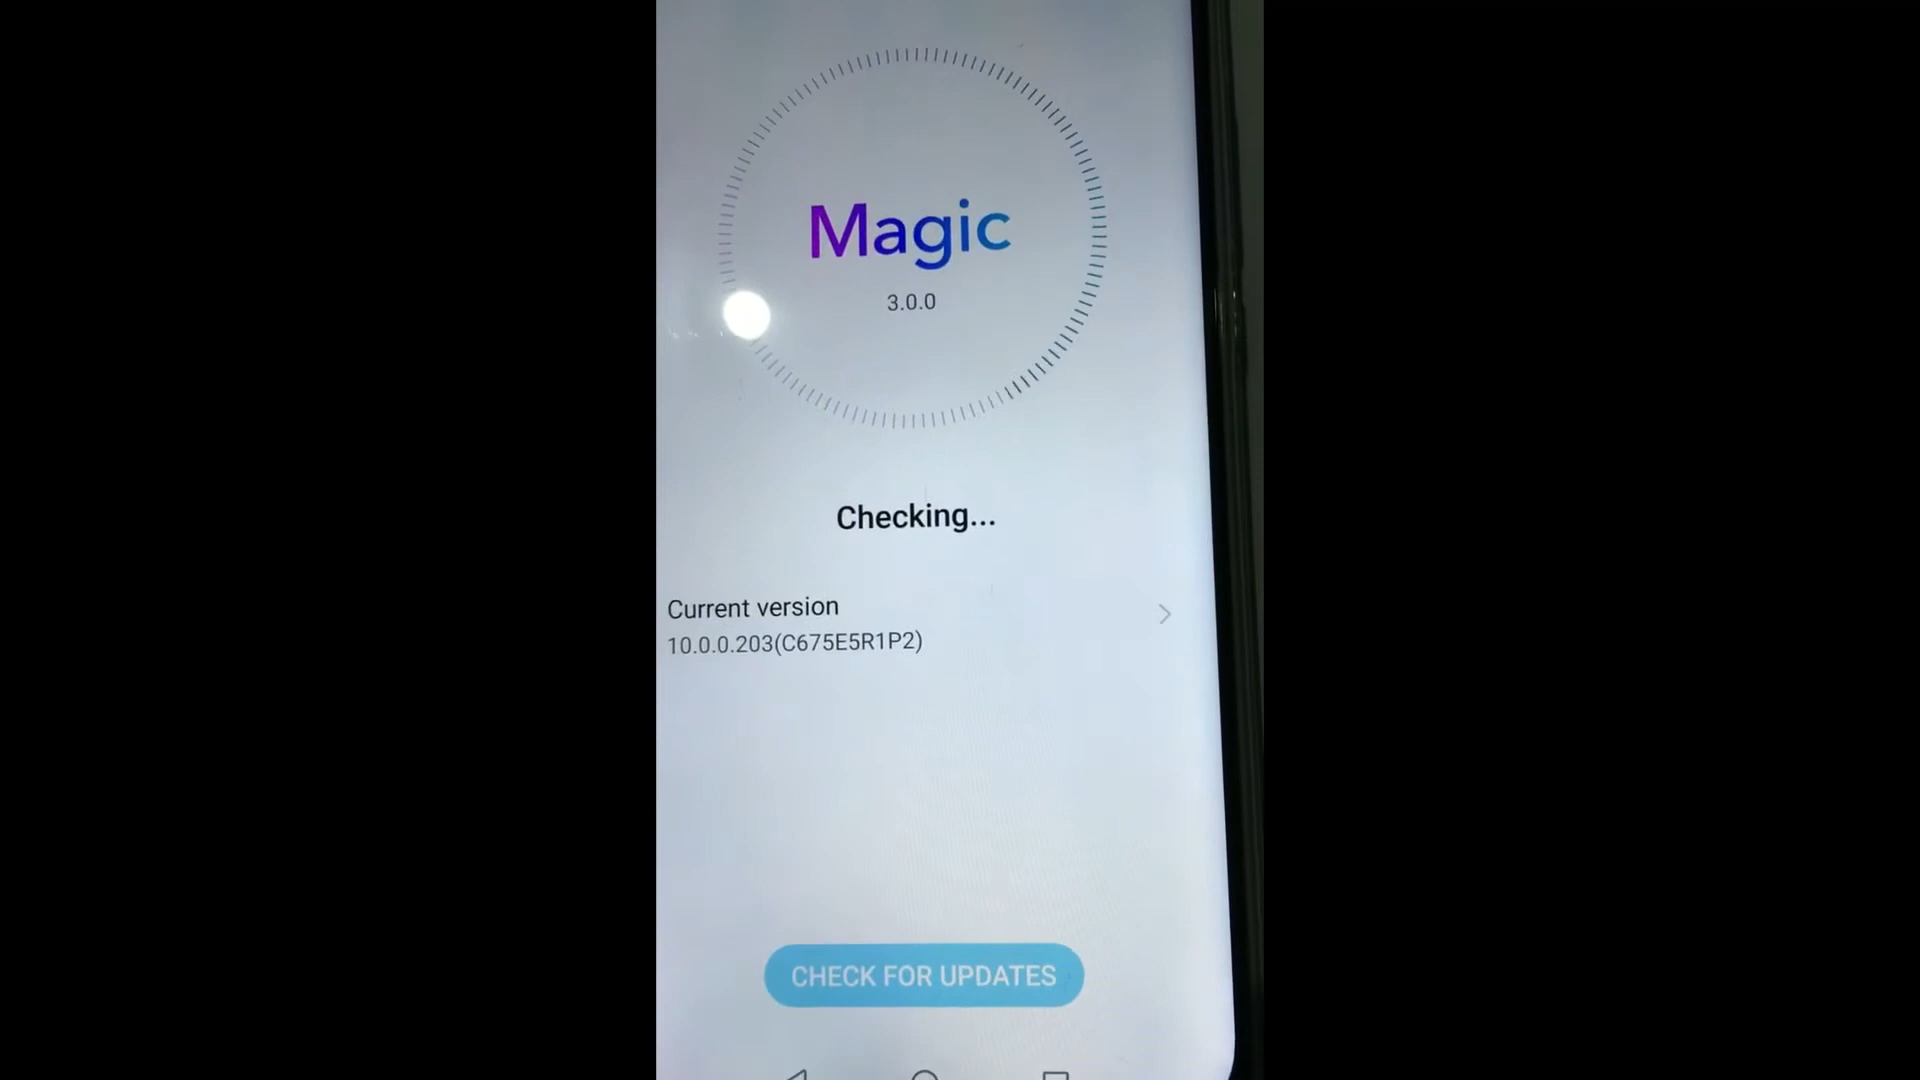 Magic
3.0.0
Checking...
Current version
10.0.0.203(C675E5R1P2)
CHECK FOR UPDATES